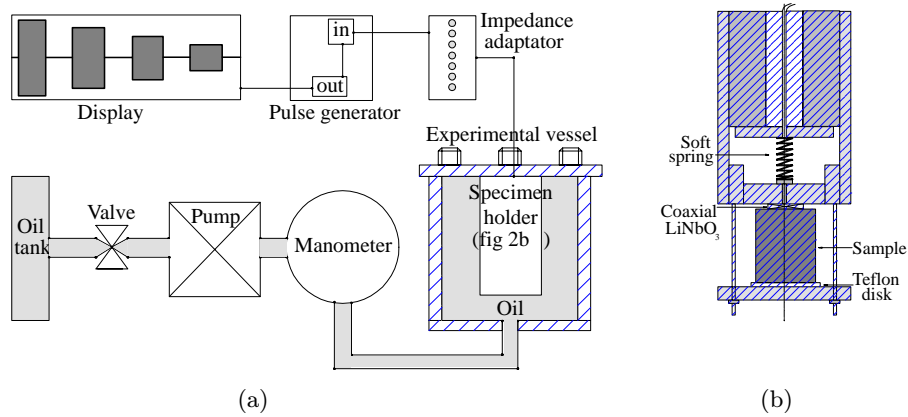 in
out
Display
Pulse generator
Impedance
adaptator
Experimental vessel
Oil
tank
Valve
Pump
Manometer
Specimen
holder
(fig 2b )
Oil
(a)
Soft
spring
Coaxial
LiNbO3
Sample
Teflon
disk
(b)